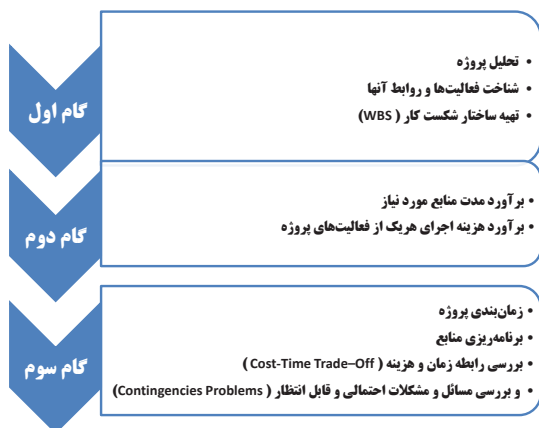 گام اول
• تحلیل پروژه
• شناخت فعالیت‌ها و روابط آنها
• تهیه ساختار شکست کار ( WBS)
گام دوم
• برآورد مدت منابع مورد نیاز
• برآورد هزینه اجرای هریک از فعالیت‌های پروژه
گام سوم
• زمان‌بندی پروژه
• برنامه‌ریزی منابع
• بررسی رابطه زمان و هزینه ( Cost-Time Trade–Off )
• و بررسی مسائل و مشکلات احتمالی و قابل انتظار ( Contingencies Problems)